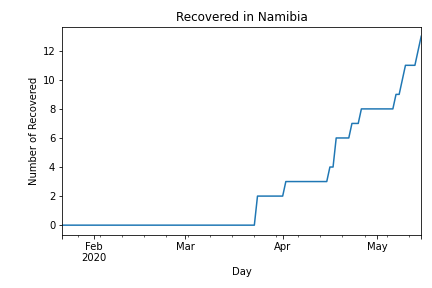 Recovered in Namibia
Number of Recovered
12
10
8
6
4
2
0
Feb
2020
Mar
Apr
May
Day